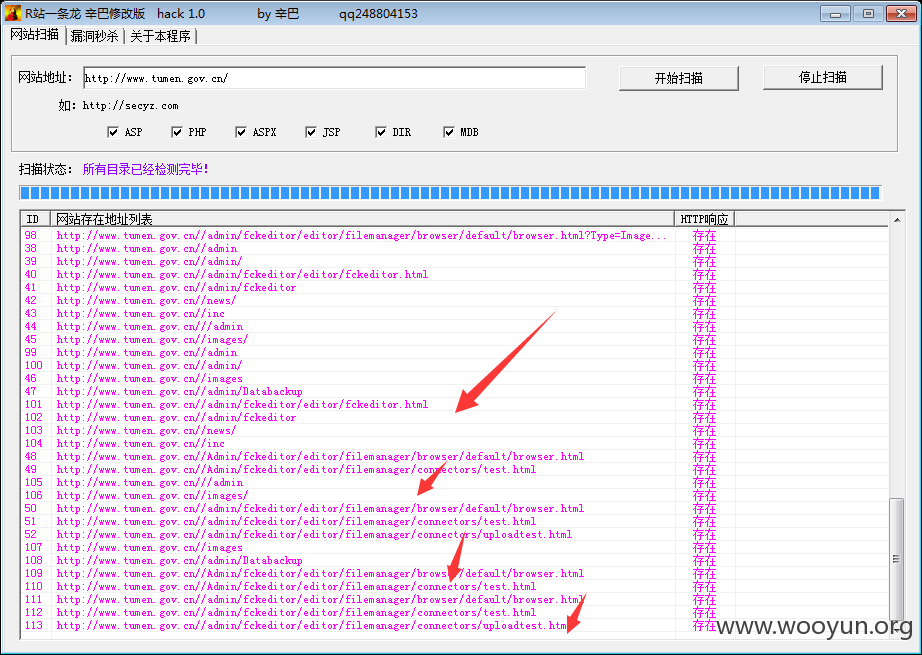 R站一条龙 辛巴修改版 hack 1.0 by 辛巴 qq248804153
网站扫描 漏洞秒杀 关于本程序
网站地址: http://www.tumen.gov.cn/ 开始扫描 停止扫描
如: http://secyz.com
ASP PHP ASPX JSP DIR MDB
扫描状态: 所有目录已经检测完毕!
ID 网站存在地址列表 HTTP响应
98 http://www.tumen.gov.cn//admin/fckeditor/editor/filemanager/browser/default/browser.html?Type=Image... 存在
38 http://www.tumen.gov.cn//admin 存在
39 http://www.tumen.gov.cn//admin/ 存在
40 http://www.tumen.gov.cn//admin/fckeditor/editor/fckeditor.html 存在
41 http://www.tumen.gov.cn//admin/fckeditor 存在
42 http://www.tumen.gov.cn//news/ 存在
43 http://www.tumen.gov.cn//inc 存在
44 http://www.tumen.gov.cn///admin 存在
45 http://www.tumen.gov.cn//images/ 存在
99 http://www.tumen.gov.cn//admin 存在
100 http://www.tumen.gov.cn//admin/ 存在
46 http://www.tumen.gov.cn//images 存在
47 http://www.tumen.gov.cn//admin/Databackup 存在
101 http://www.tumen.gov.cn//admin/fckeditor/editor/fckeditor.html 存在
102 http://www.tumen.gov.cn//admin/fckeditor 存在
103 http://www.tumen.gov.cn//news/ 存在
104 http://www.tumen.gov.cn//inc 存在
48 http://www.tumen.gov.cn//Admin/fckeditor/editor/filemanager/browser/default/browser.html 存在
49 http://www.tumen.gov.cn//Admin/fckeditor/editor/filemanager/connectors/test.html 存在
105 http://www.tumen.gov.cn///admin 存在
106 http://www.tumen.gov.cn//images/ 存在
50 http://www.tumen.gov.cn//admin/fckeditor/editor/filemanager/browser/default/browser.html 存在
51 http://www.tumen.gov.cn//admin/fckeditor/editor/filemanager/connectors/test.html 存在
52 http://www.tumen.gov.cn//admin/fckeditor/editor/filemanager/connectors/uploadtest.html 存在
107 http://www.tumen.gov.cn//images 存在
108 http://www.tumen.gov.cn//admin/Databackup 存在
109 http://www.tumen.gov.cn//Admin/fckeditor/editor/filemanager/browser/default/browser.html 存在
110 http://www.tumen.gov.cn//Admin/fckeditor/editor/filemanager/connectors/test.html 存在
111 http://www.tumen.gov.cn//admin/fckeditor/editor/filemanager/browser/default/browser.html 存在
112 http://www.tumen.gov.cn//admin/fckeditor/editor/filemanager/connectors/test.html 存在
113 http://www.tumen.gov.cn//admin/fckeditor/editor/filemanager/connectors/uploadtest.html 存在
www.wooyun.org